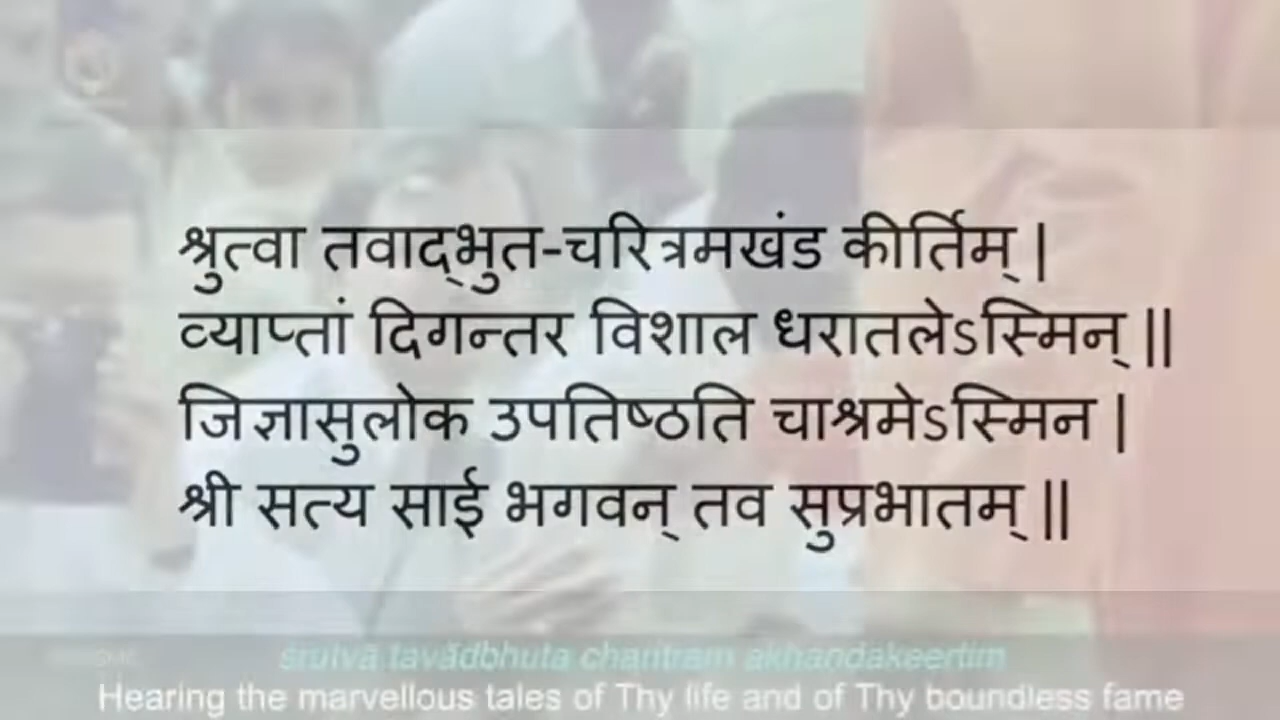 श्रुत्वा तवाद्‌भुत-चरित्रमखंड कीर्तिम् |
व्याप्तां दिगन्तर विशाल धरातलेऽस्मिन् ||
जिज्ञासुलोक उपतिष्ठति चाश्रमेऽस्मिन |
श्री सत्य साई भगवन् तव सुप्रभातम् ||
śrutvā tavādbhuta charitram akhandakeertim
Hearing the marvellous tales of Thy life and of Thy boundless fame